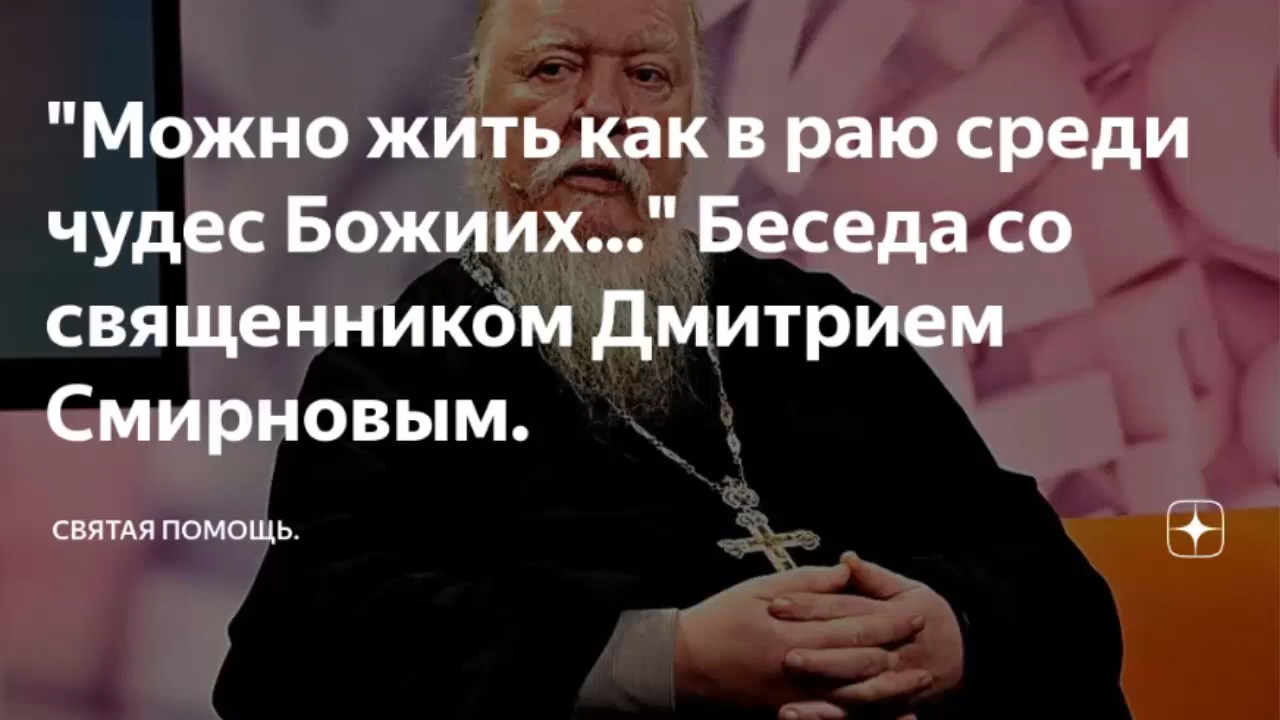 "Можно жить как в раю среди
чудес Божиих..." Беседа со
священником Дмитрием
Смирновым.
СВЯТАЯ ПОМОЩЬ.